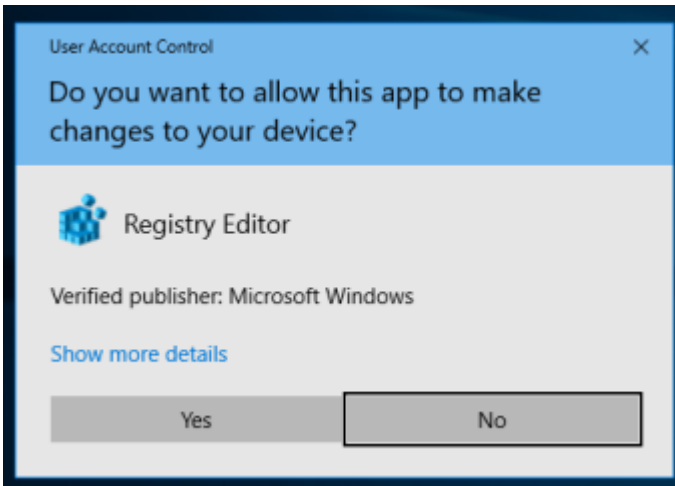 User Account Control
Do you want to allow this app to make
changes to your device?
Registry Editor
Verified publisher: Microsoft Windows
Show more details
Yes
No